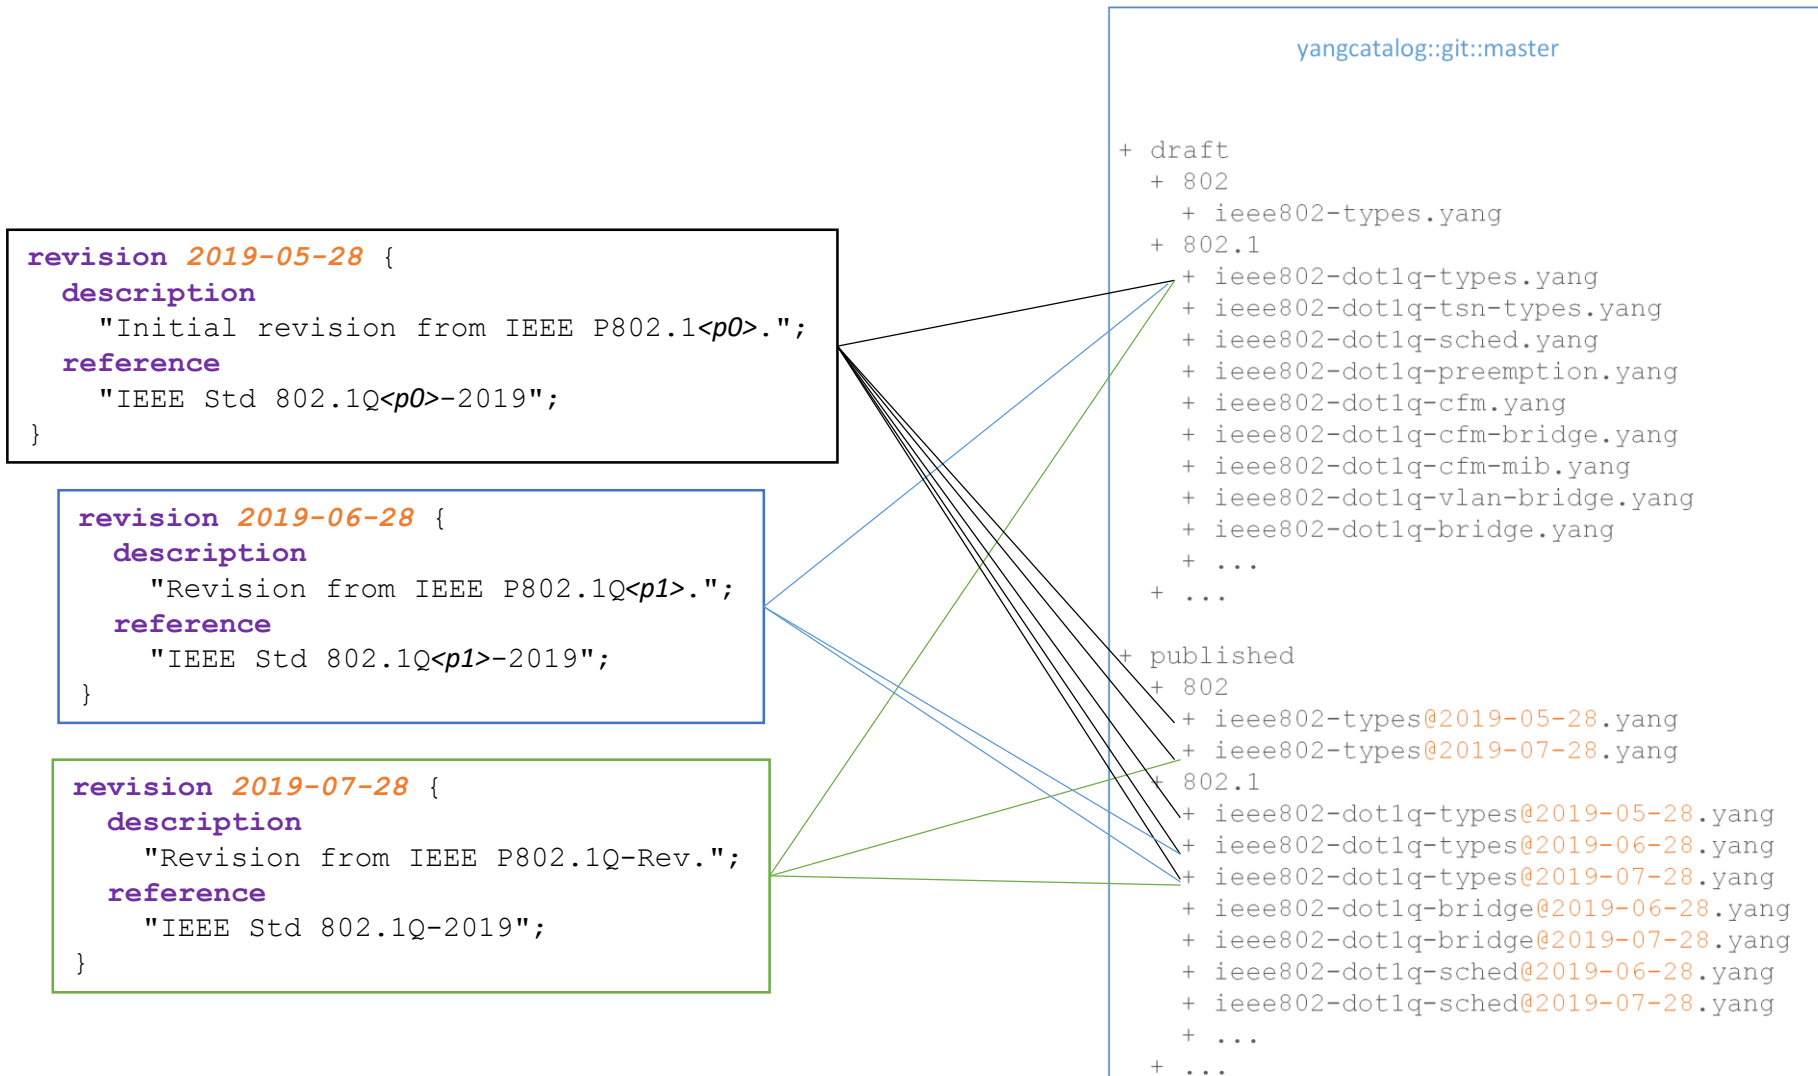 revision 2019-05-28 {
description
"Initial revision from IEEE P802.1<p0>.";
reference
"IEEE Std 802.1Q<p0>-2019";
}
revision 2019-06-28 {
description
"Revision from IEEE P802.1Q<p1>.";
reference
"IEEE Std 802.1Q<p1>-2019";
}
revision 2019-07-28 {
description
"Revision from IEEE P802.1Q-Rev.";
reference
"IEEE Std 802.1Q-2019";
}
yangcatalog::git::master
+ draft
+ 802
+ ieee802-types.yang
+ 802.1
+ ieee802-dot1q-types.yang
+ ieee802-dot1q-tsn-types.yang
+ ieee802-dot1q-sched.yang
+ ieee802-dot1q-preemption.yang
+ ieee802-dot1q-cfm.yang
+ ieee802-dot1q-cfm-bridge.yang
+ ieee802-dot1q-cfm-mib.yang
+ ieee802-dot1q-vlan-bridge.yang
+ ieee802-dot1q-bridge.yang
+ ...
+ ...
+ published
+ 802
+ ieee802-types@2019-05-28.yang
+ ieee802-types@2019-07-28.yang
+ 802.1
+ ieee802-dot1q-types@2019-05-28.yang
+ ieee802-dot1q-types@2019-06-28.yang
+ ieee802-dot1q-types@2019-07-28.yang
+ ieee802-dot1q-bridge@2019-06-28.yang
+ ieee802-dot1q-bridge@2019-07-28.yang
+ ieee802-dot1q-sched@2019-06-28.yang
+ ieee802-dot1q-sched@2019-07-28.yang
+ ...
+ ...